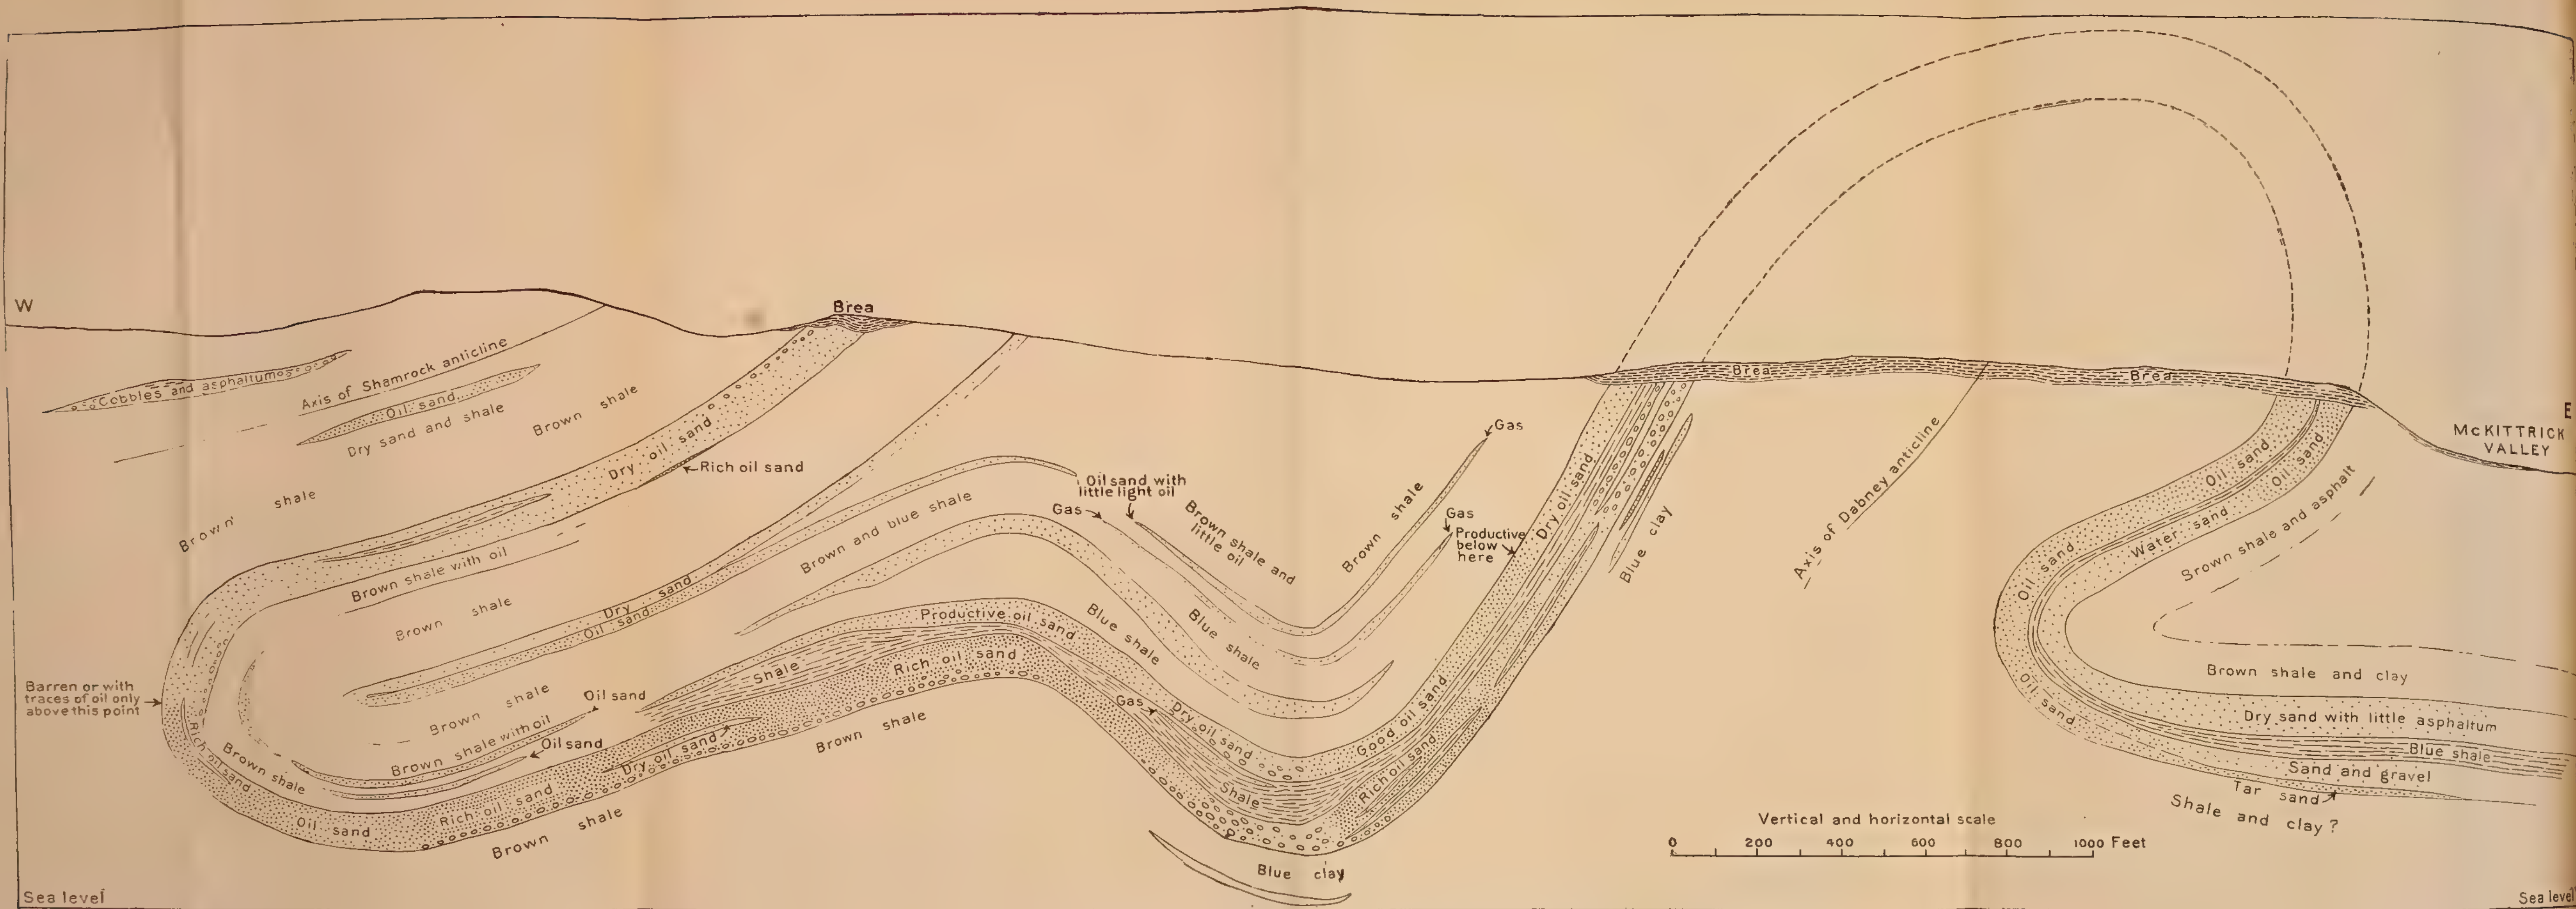 W
Brea
Cobbles and asphaltum
Axis of Shamrock anticline
Oil sand
Dry sand and shale
Brown shale
Dry oil sand
Rich oil sand
Brown shale
Brown shale with oil
Brown shale
Dry sand
Oil sand
Brown and blue shale
Oil sand with
little light oil
Gas
Brown shale and
little oil
Brown shale
Gas
Gas
Productive
below
here
Dry oil sand
Blue clay
Brea
Brea
Axis of Dabney anticline
E
McKITTRICK
VALLEY
Oil sand
Oil sand
Oil sand
Water sand
Brown shale and asphalt
Brown shale and clay
Oil sand
Dry sand with little asphaltum
Blue shale
Sand and gravel
Tar sand
Shale and clay?
Barren or with
traces of oil only
above this point
Rich oil sand
Brown shale
Brown shale
Brown shale with oil
Oil sand
Oil sand
Oil sand
Rich oil sand
Dry oil sand
Brown shale
Brown shale
Shale
Productive oil sand
Rich oil sand
Blue shale
Blue shale
Gas
Dry oil sand
Shale
Good oil sand
Rich oil sand
Blue clay
Vertical and horizontal scale
0 200 400 600 800 1000 Feet
Sea level
Sea level